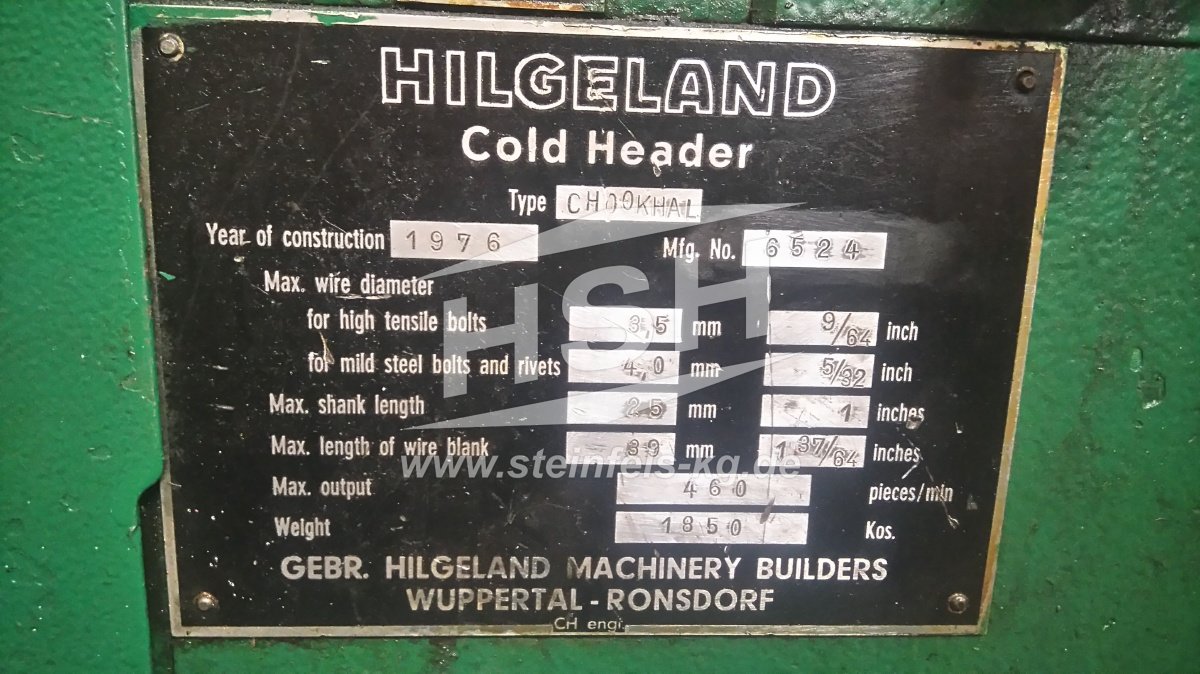 HILGELAND
Cold Header
Type CH00KHAL
Year of construction 1976 Mfg. No. 6524
Max. wire diameter
for high tensile bolts 3,5 mm 9/64 inch
for mild steel bolts and rivets 4,0 mm 5/32 inch
Max. shank length 25 mm 1 inches
Max. length of wire blank 39 mm 1 37/64 inches
Max. output 460 pieces/min
Weight 1850 Kos.
GEBR. HILGELAND MACHINERY BUILDERS
WUPPERTAL-RONSDORF
CH engl.
HSH
www.steinfels-kg.de